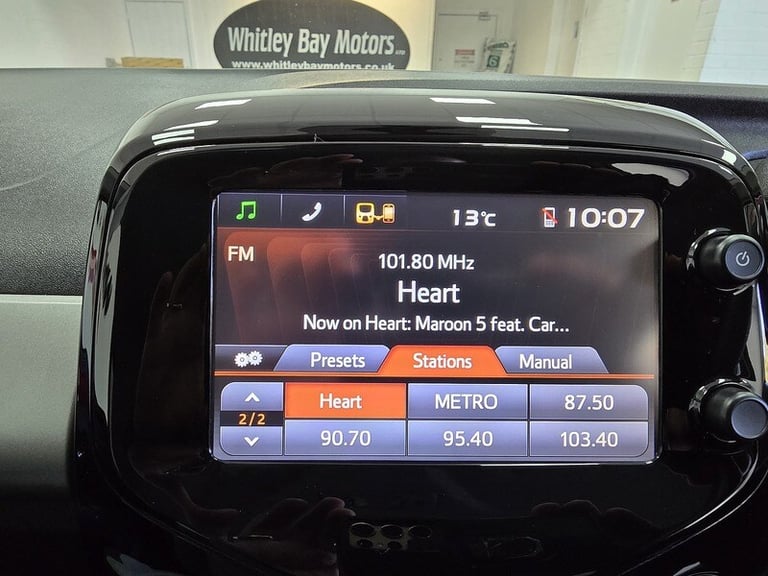 Whitley Bay Motors
www.whitleybaymotors.co.uk
13°C
10:07
FM
101.80 MHz
Heart
Now on Heart: Maroon 5 feat. Car...
Presets
Stations
Manual
Heart
METRO
87.50
2/2
90.70
95.40
103.40